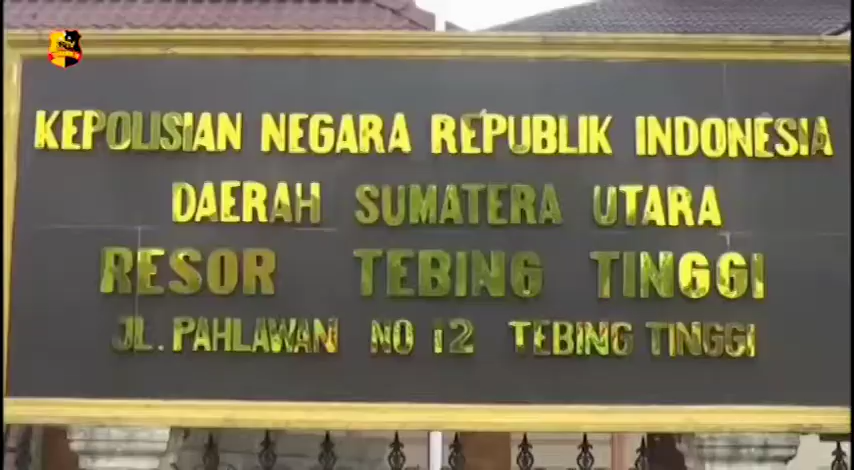 KEPOLISIAN NEGARA REPUBLIK INDONESIA
DAERAH SUMATERA UTARA
RESOR TEBING TINGGI
JL. PAHLAWAN NO 12 TEBING TINGGI